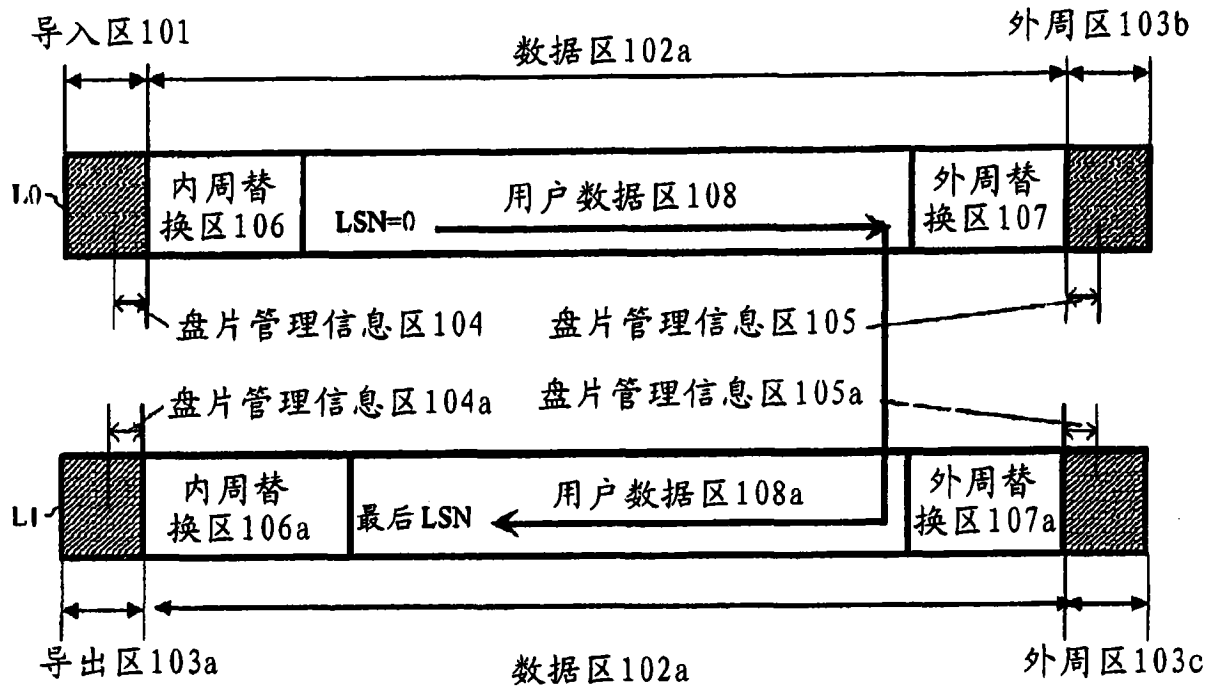 导入区101
数据区102a
外周区103b
L0
内周替
换区106
LSN=0
用户数据区108
外周替
换区107
盘片管理信息区104
盘片管理信息区105
盘片管理信息区104a
盘片管理信息区105a
L1
内周替
换区106a
最后LSN
用户数据区108a
外周替
换区107a
导出区103a
数据区102a
外周区103c